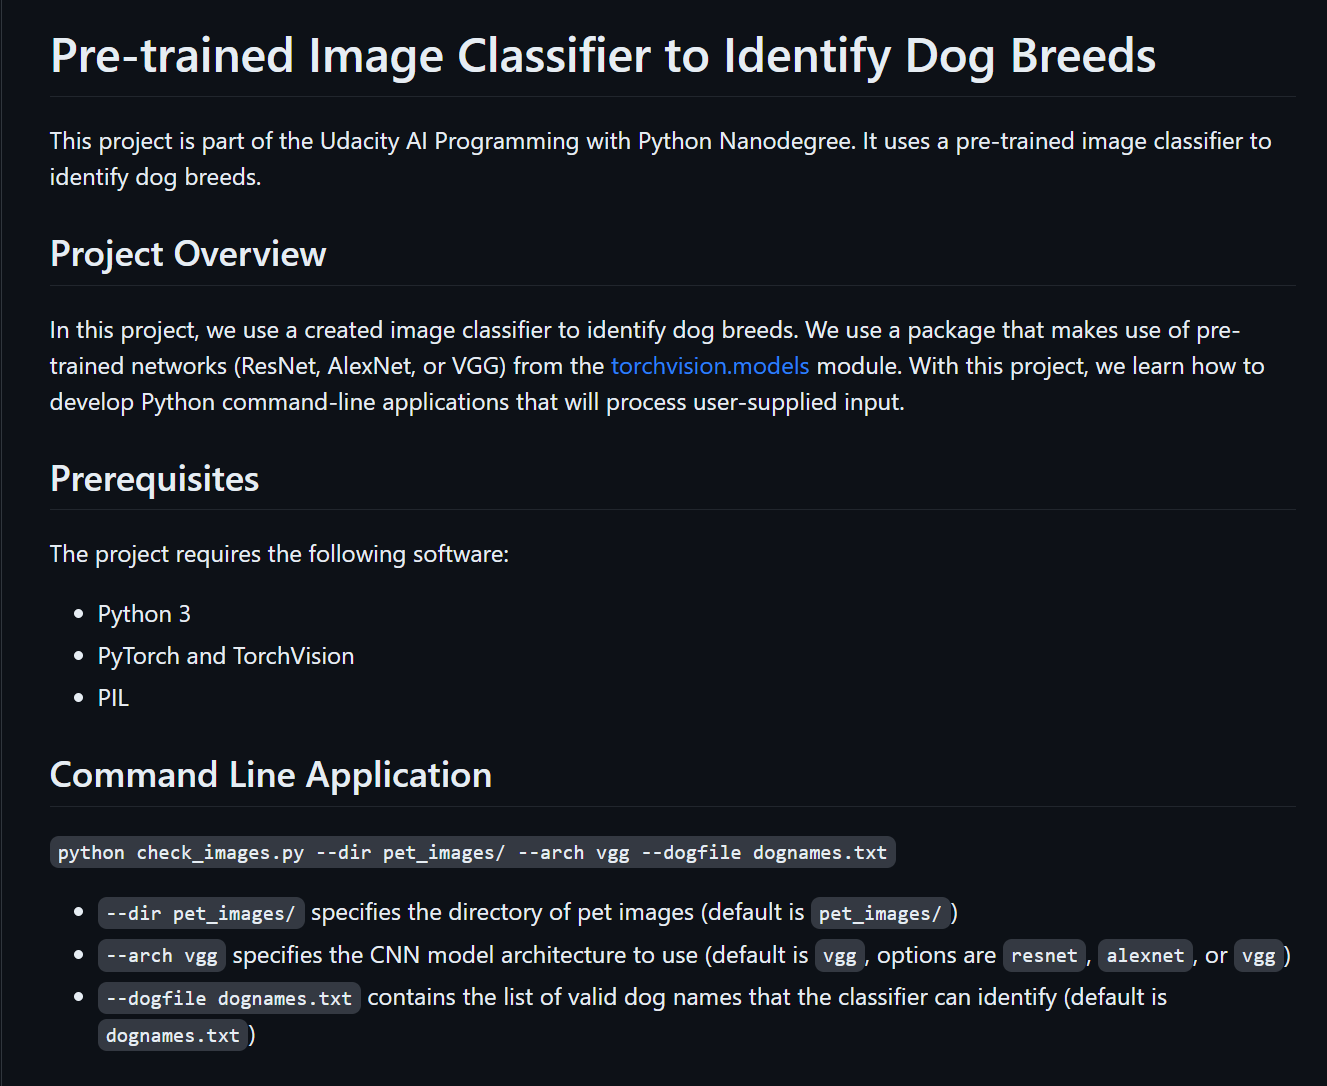 Pre-trained Image Classifier to Identify Dog Breeds
This project is part of the Udacity AI Programming with Python Nanodegree. It uses a pre-trained image classifier to
identify dog breeds.
Project Overview
In this project, we use a created image classifier to identify dog breeds. We use a package that makes use of pre-
trained networks (ResNet, AlexNet, or VGG) from the torchvision.models module. With this project, we learn how to
develop Python command-line applications that will process user-supplied input.
Prerequisites
The project requires the following software:
• Python 3
• PyTorch and TorchVision
• PIL
Command Line Application
python check_images.py --dir pet_images/ --arch vgg --dogfile dognames.txt
• --dir pet_images/ specifies the directory of pet images (default is pet_images/)
• --arch vgg specifies the CNN model architecture to use (default is vgg, options are resnet, alexnet, or vgg)
• --dogfile dognames.txt contains the list of valid dog names that the classifier can identify (default is
dognames.txt)